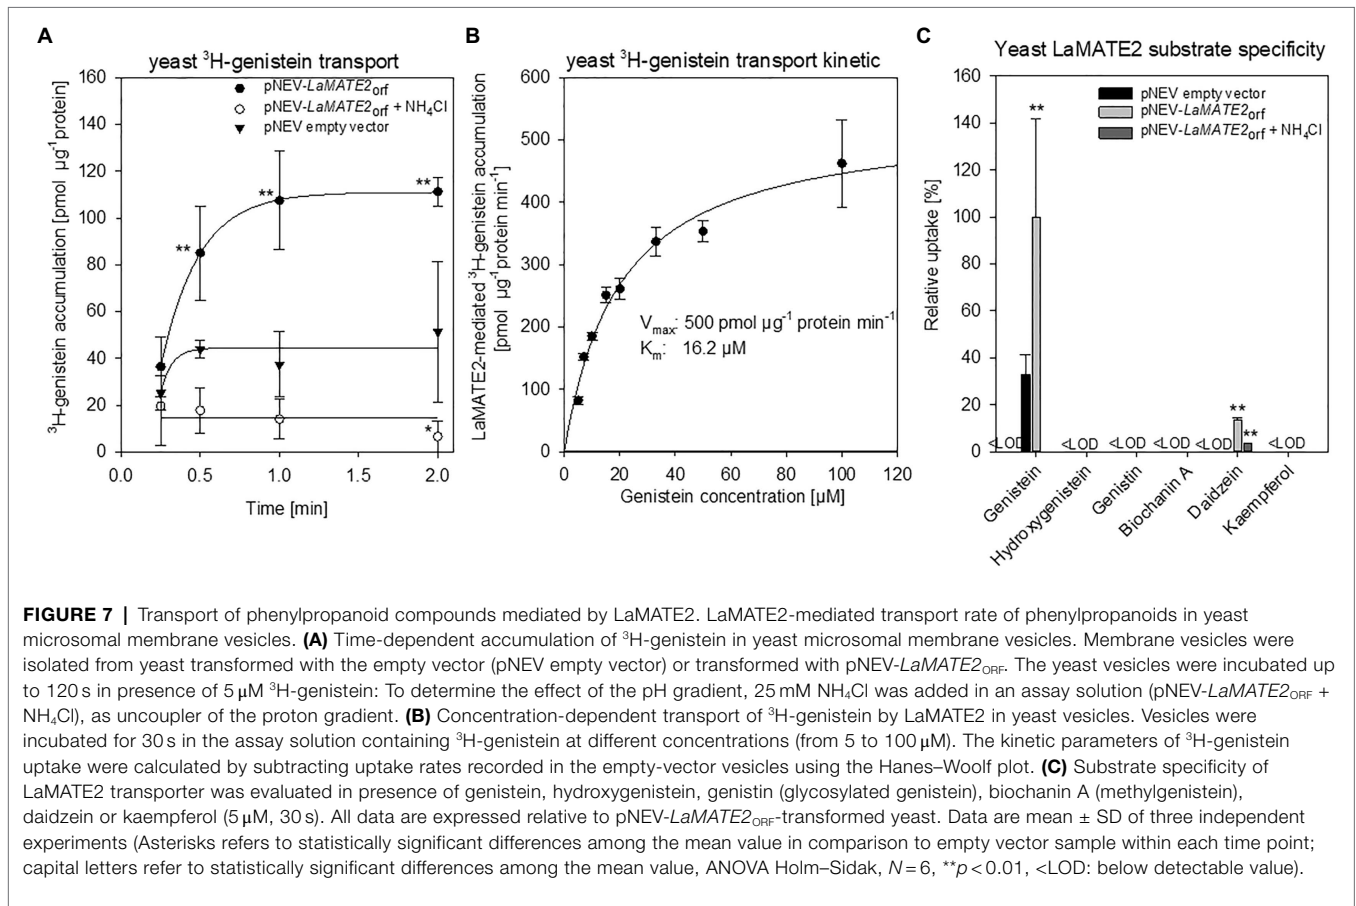 A
yeast ³H-genistein transport
160
140
120
100
80
60
40
20
0
³H-genistein accumulation [pmol µg⁻¹protein]
pNEV-LaMATE2orf
pNEV-LaMATE2orf + NH₄Cl
pNEV empty vector
**
**
**
*
0.0 0.5 1.0 1.5 2.0
Time [min]
B
yeast ³H-genistein transport kinetic
600
500
400
300
200
100
0
LaMATE2-mediated ³H-genistein accumulation
[pmol µg⁻¹protein min⁻¹]
Vmax: 500 pmol µg⁻¹ protein min⁻¹
Km: 16.2 µM
0 20 40 60 80 100 120
Genistein concentration [µM]
C
Yeast LaMATE2 substrate specificity
160
140
120
100
80
60
40
20
0
Relative uptake [%]
pNEV empty vector
pNEV-LaMATE2orf
pNEV-LaMATE2orf + NH₄Cl
**
**
**
<LOD <LOD <LOD <LOD <LOD <LOD
Genistein
Hydroxygenistein
Genistin
Biochanin A
Daidzein
Kaempferol
FIGURE 7 | Transport of phenylpropanoid compounds mediated by LaMATE2. LaMATE2-mediated transport rate of phenylpropanoids in yeast
microsomal membrane vesicles. (A) Time-dependent accumulation of ³H-genistein in yeast microsomal membrane vesicles. Membrane vesicles were
isolated from yeast transformed with the empty vector (pNEV empty vector) or transformed with pNEV-LaMATE2ORF. The yeast vesicles were incubated up
to 120 s in presence of 5 µM ³H-genistein: To determine the effect of the pH gradient, 25 mM NH₄Cl was added in an assay solution (pNEV-LaMATE2ORF +
NH₄Cl), as uncoupler of the proton gradient. (B) Concentration-dependent transport of ³H-genistein by LaMATE2 in yeast vesicles. Vesicles were
incubated for 30 s in the assay solution containing ³H-genistein at different concentrations (from 5 to 100 µM). The kinetic parameters of ³H-genistein
uptake were calculated by subtracting uptake rates recorded in the empty-vector vesicles using the Hanes–Woolf plot. (C) Substrate specificity of
LaMATE2 transporter was evaluated in presence of genistein, hydroxygenistein, genistin (glycosylated genistein), biochanin A (methylgenistein),
daidzein or kaempferol (5 µM, 30 s). All data are expressed relative to pNEV-LaMATE2ORF-transformed yeast. Data are mean ± SD of three independent
experiments (Asterisks refers to statistically significant differences among the mean value in comparison to empty vector sample within each time point;
capital letters refer to statistically significant differences among the mean value, ANOVA Holm–Sidak, N = 6, **p < 0.01, <LOD: below detectable value).